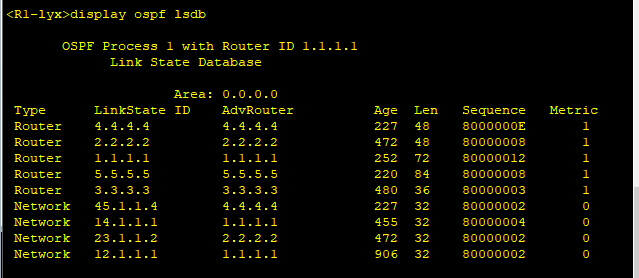 <R1-lyx>display ospf lsdb
OSPF Process 1 with Router ID 1.1.1.1
Link State Database
Area: 0.0.0.0
Type LinkState ID AdvRouter Age Len Sequence Metric
Router 4.4.4.4 4.4.4.4 227 48 8000000E 1
Router 2.2.2.2 2.2.2.2 472 48 80000008 1
Router 1.1.1.1 1.1.1.1 252 72 80000012 1
Router 5.5.5.5 5.5.5.5 220 84 80000008 1
Router 3.3.3.3 3.3.3.3 480 36 80000003 1
Network 45.1.1.4 4.4.4.4 227 32 80000002 0
Network 14.1.1.1 1.1.1.1 455 32 80000004 0
Network 23.1.1.2 2.2.2.2 472 32 80000002 0
Network 12.1.1.1 1.1.1.1 906 32 80000002 0